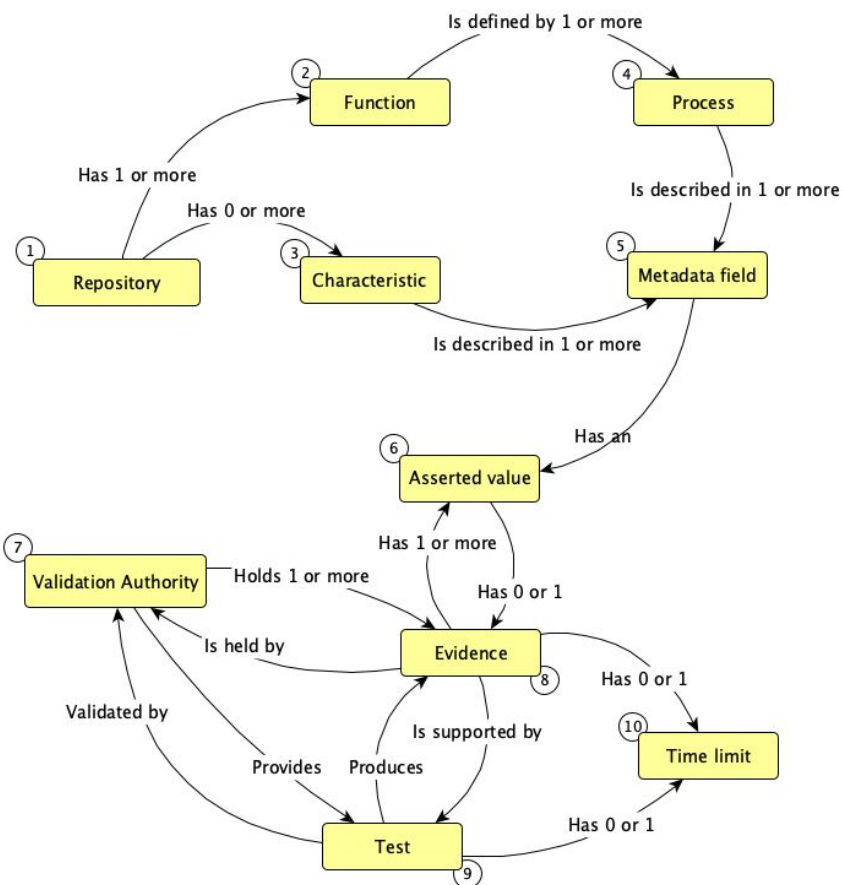 Is defined by 1 or more
2
Function
4
Process
Has 1 or more
Is described in 1 or more
Has 0 or more
1
Repository
3
Characteristic
5
Metadata field
Is described in 1 or more
Has an
6
Asserted value
Has 1 or more
7
Validation Authority
Holds 1 or more
Has 0 or 1
Is held by
Evidence
8
Has 0 or 1
Validated by
Is supported by
10
Time limit
Provides
Produces
Has 0 or 1
Test
9